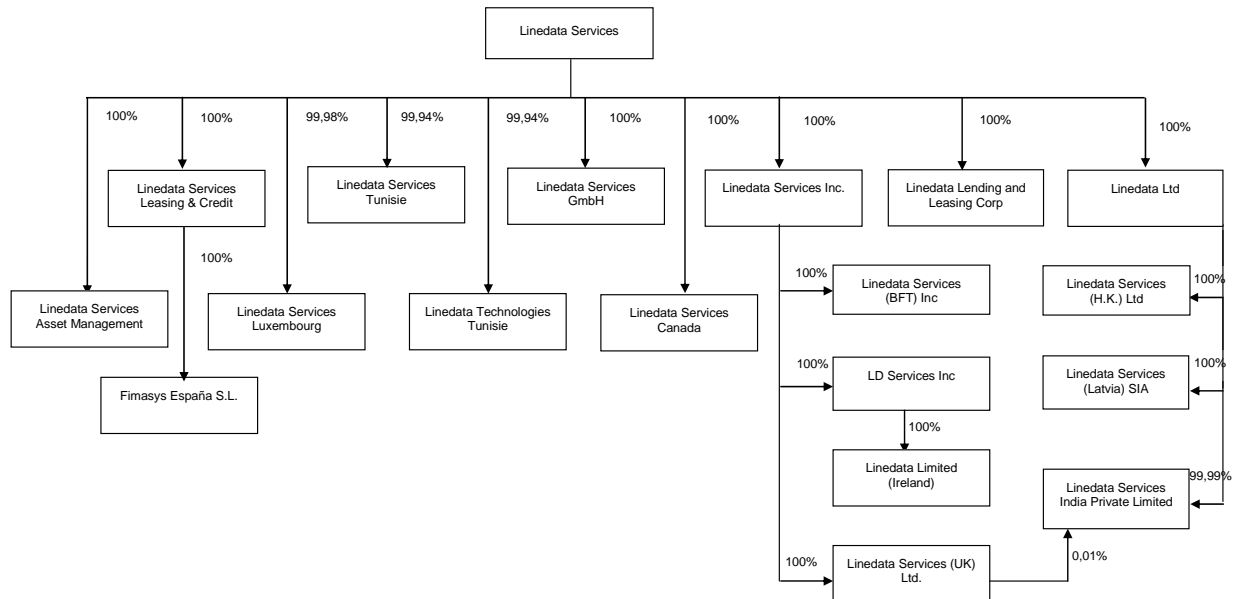 Linedata Services
100%
100%
99,98%
99,94%
99,94%
100%
100%
100%
100%
100%
Linedata Services
Leasing & Credit
Linedata Services
Tunisie
Linedata Services
GmbH
Linedata Services Inc.
Linedata Lending and
Leasing Corp
Linedata Ltd
100%
Linedata Services
Asset Management
Linedata Services
Luxembourg
Linedata Technologies
Tunisie
Linedata Services
Canada
100%
Linedata Services
(BFT) Inc
Linedata Services
(H.K.) Ltd
100%
Fimasys España S.L.
100%
LD Services Inc
Linedata Services
(Latvia) SIA
100%
100%
Linedata Limited
(Ireland)
Linedata Services
India Private Limited
99,99%
100%
Linedata Services (UK)
Ltd.
0,01%